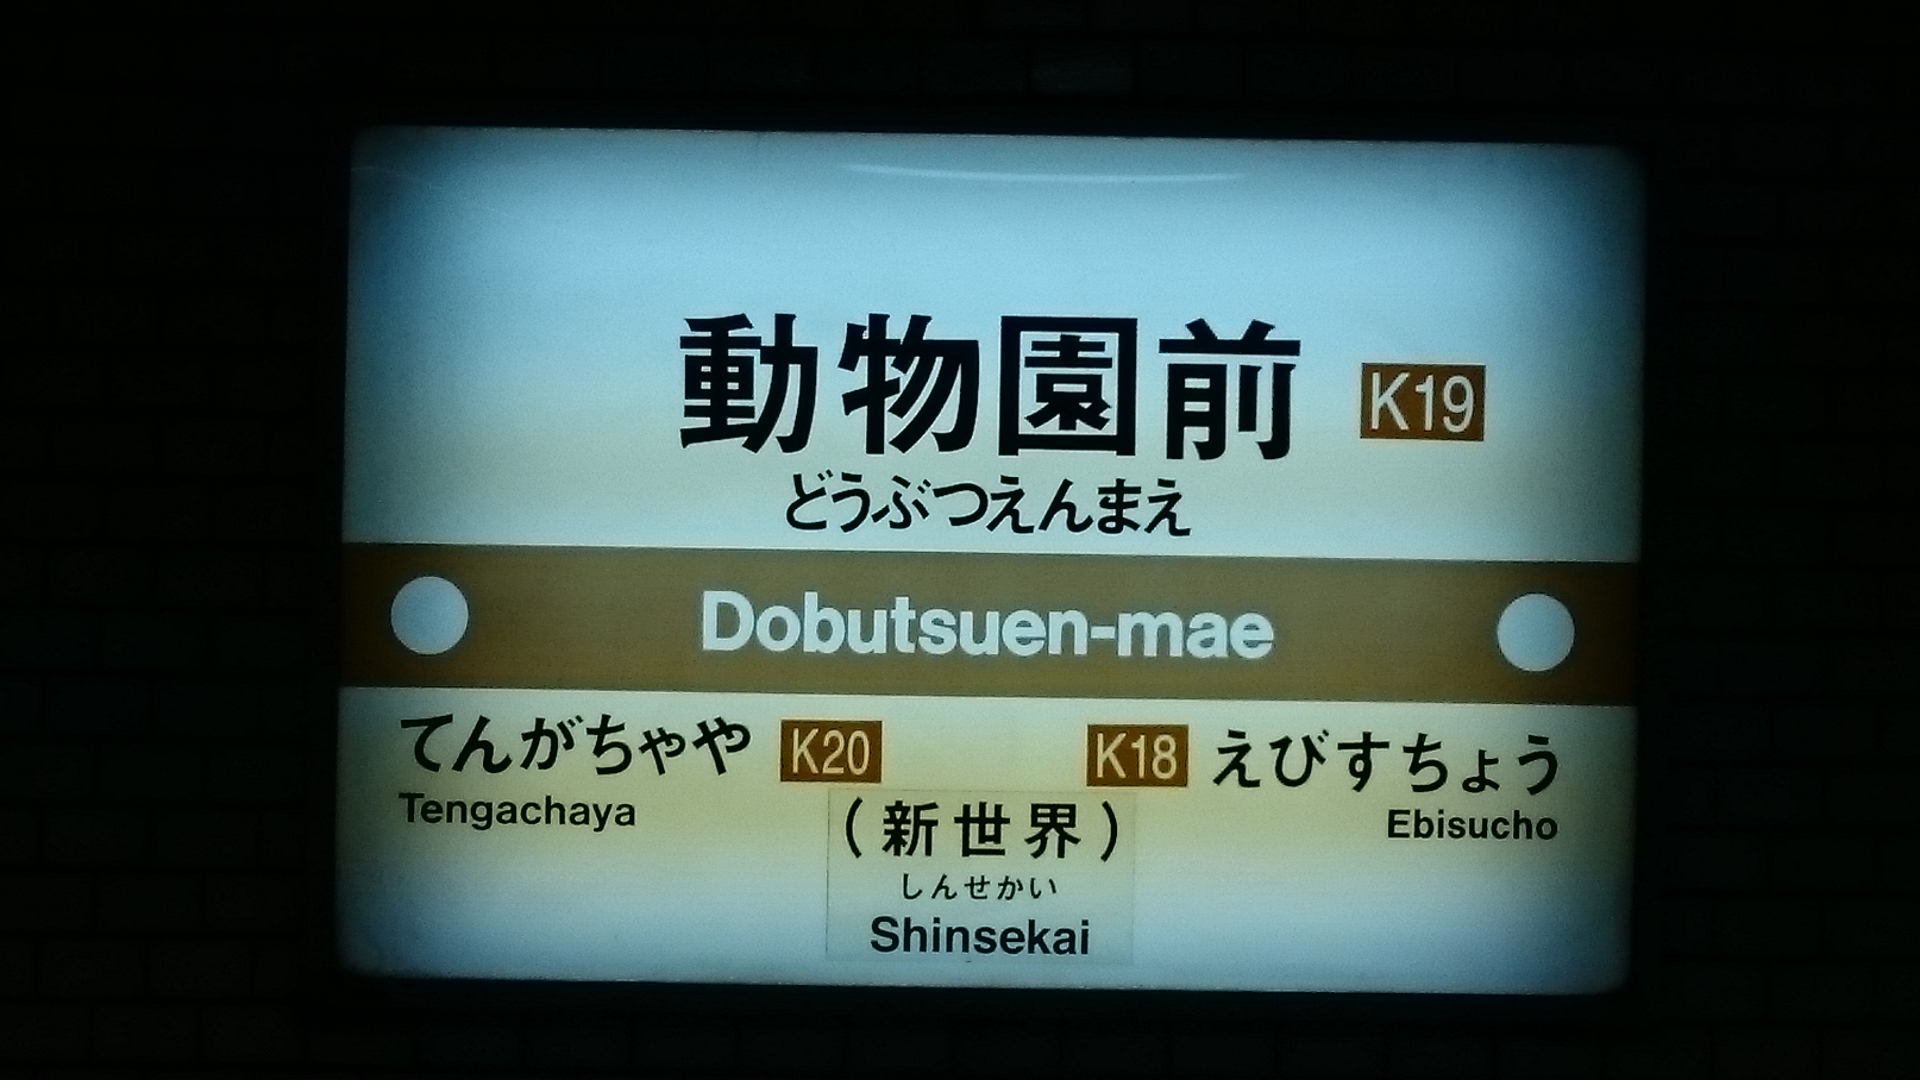 動物園前 K19
どうぶつえんまえ
Dobutsuen-mae
てんがちゃや K20 K18 えびすちょう
Tengachaya Ebisucho
(新世界)
しんせかい
Shinsekai